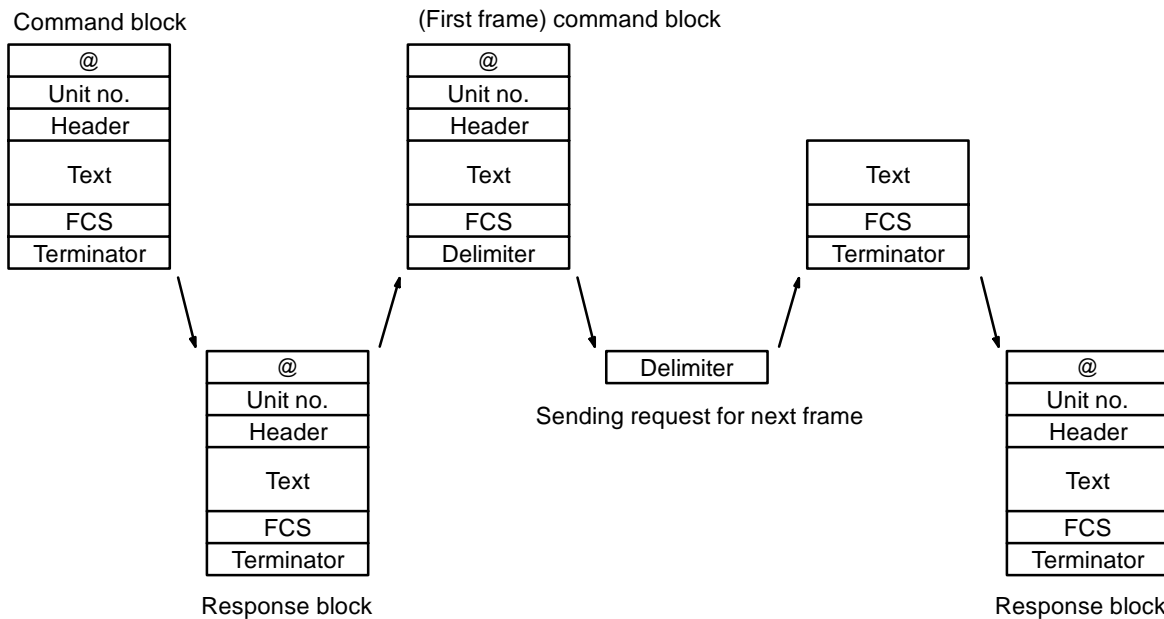 Command block
@
Unit no.
Header
Text
FCS
Terminator
@
Unit no.
Header
Text
FCS
Terminator
Response block
(First frame) command block
@
Unit no.
Header
Text
FCS
Delimiter
Delimiter
Sending request for next frame
Text
FCS
Terminator
@
Unit no.
Header
Text
FCS
Terminator
Response block